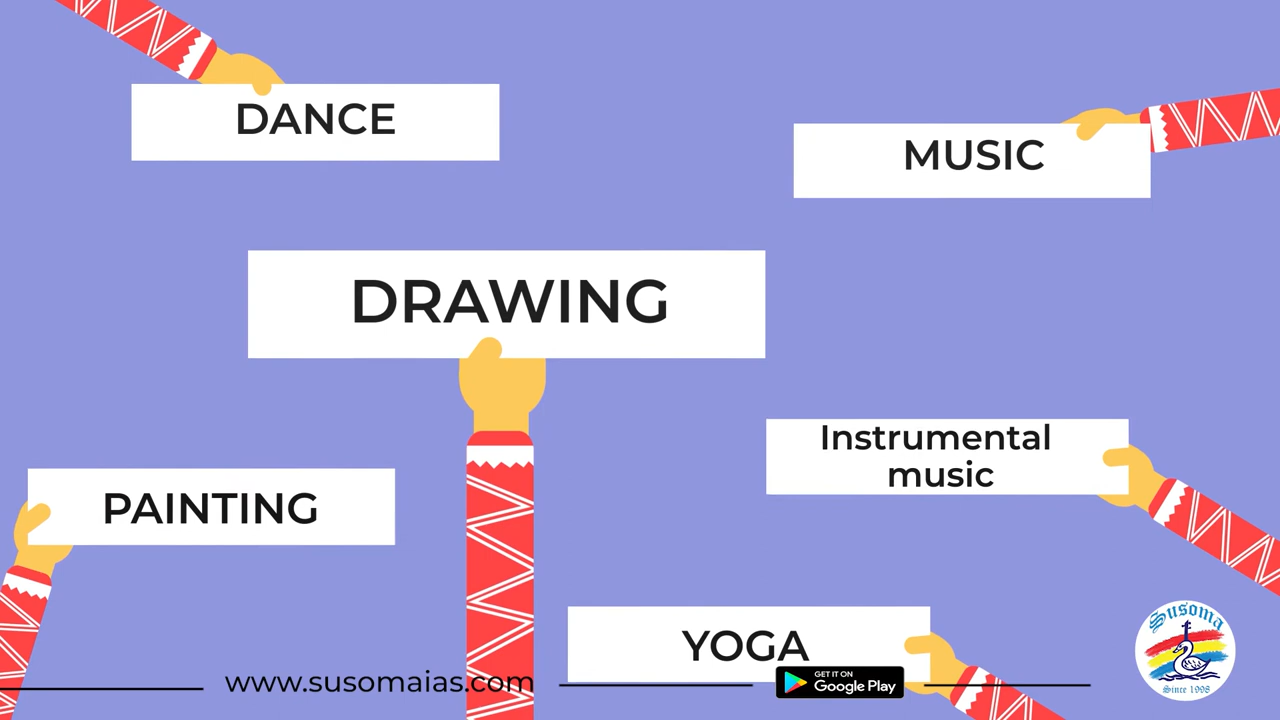 DANCE
MUSIC
DRAWING
Instrumental
music
PAINTING
YOGA
Susoma
Since 1998
www.susomaias.com
GET IT ON
Google Play